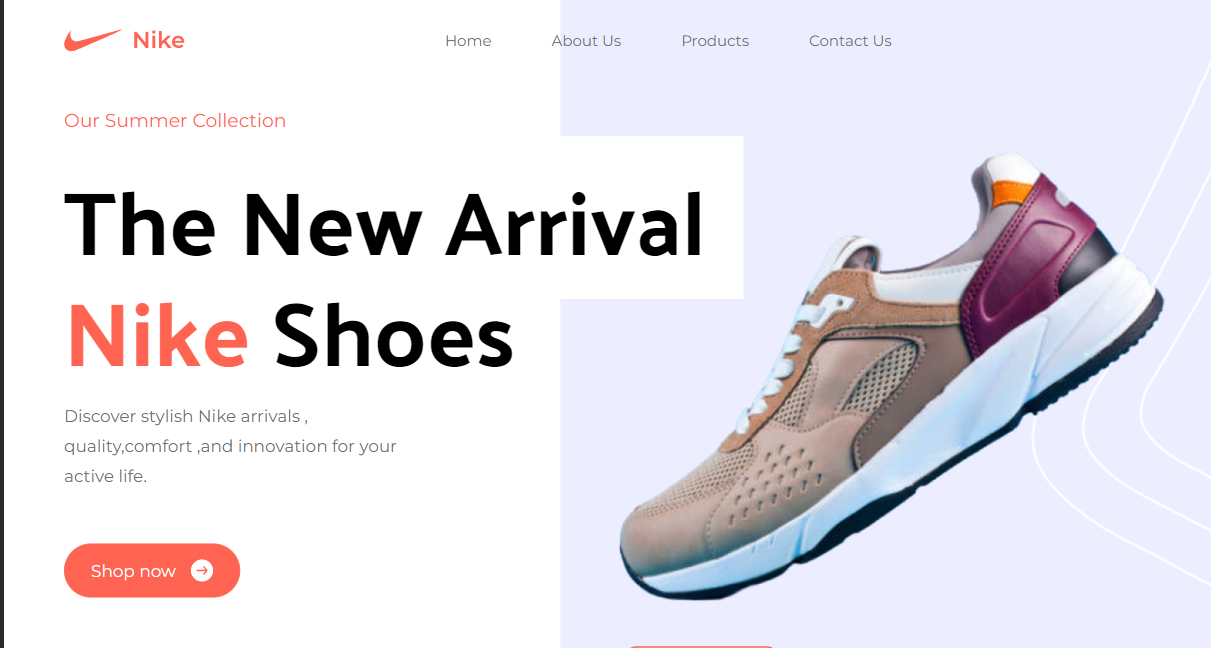 Nike
Home About Us Products Contact Us
Our Summer Collection
The New Arrival
Nike Shoes
Discover stylish Nike arrivals ,
quality,comfort ,and innovation for your
active life.
Shop now